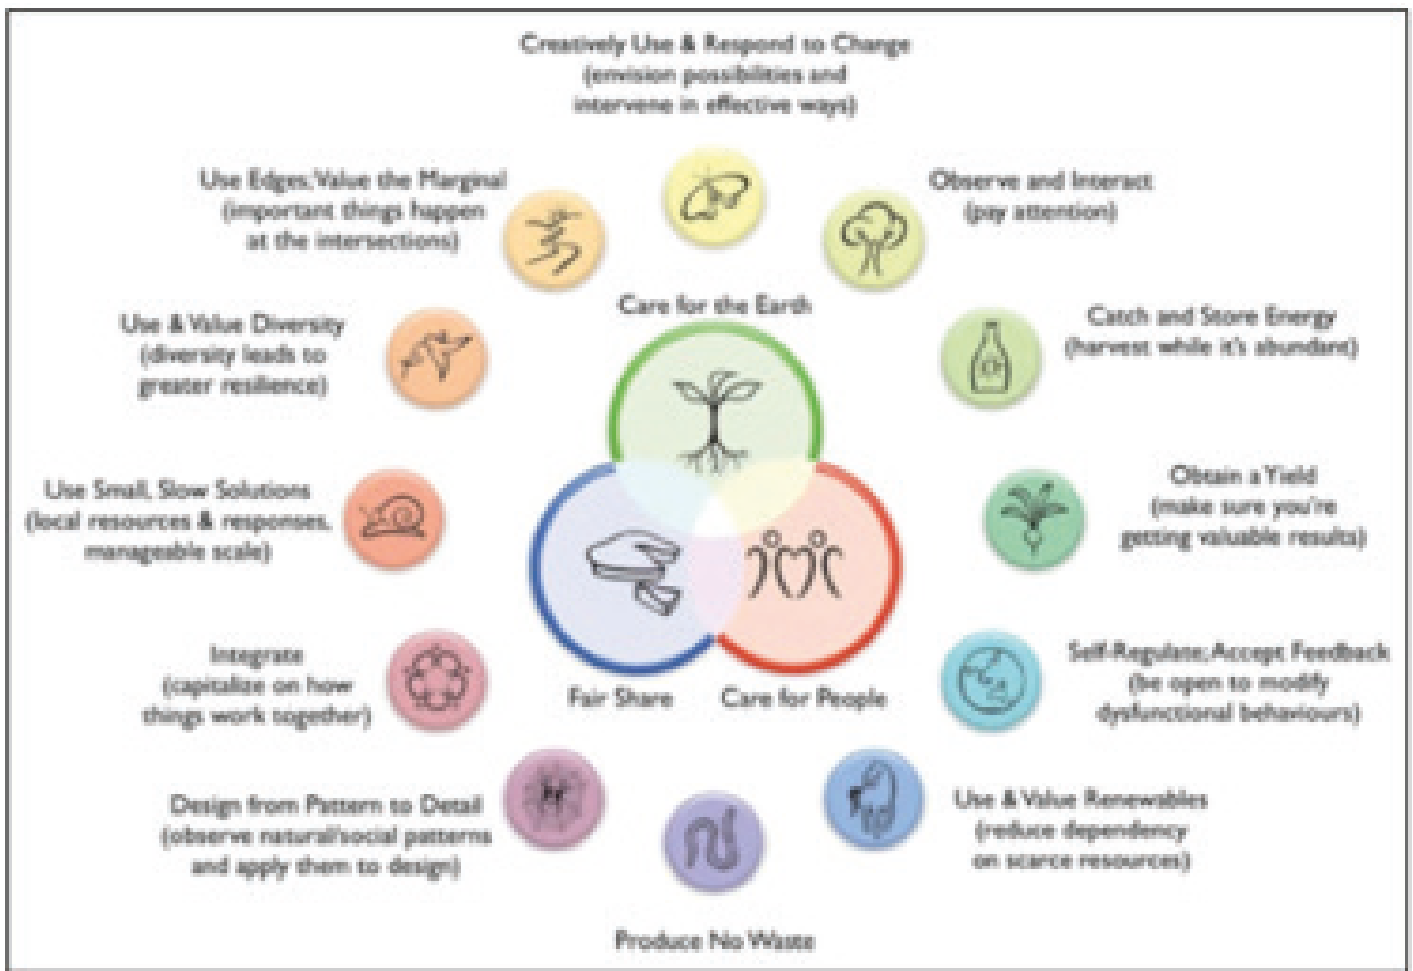 Creatively Use & Respond to Change
(envision possibilities and
intervene in effective ways)
Observe and Interact
(pay attention)
Catch and Store Energy
(harvest while it's abundant)
Obtain a Yield
(make sure you're
getting valuable results)
Self-Regulate; Accept Feedback
(be open to modify
dysfunctional behaviours)
Use & Value Renewables
(reduce dependency
on scarce resources)
Produce No Waste
Design from Pattern to Detail
(observe natural/social patterns
and apply them to design)
Integrate
(capitalize on how
things work together)
Use Small, Slow Solutions
(local resources & responses,
manageable scale)
Use & Value Diversity
(diversity leads to
greater resilience)
Use Edges; Value the Marginal
(important things happen
at the intersections)
Care for the Earth
Fair Share
Care for People